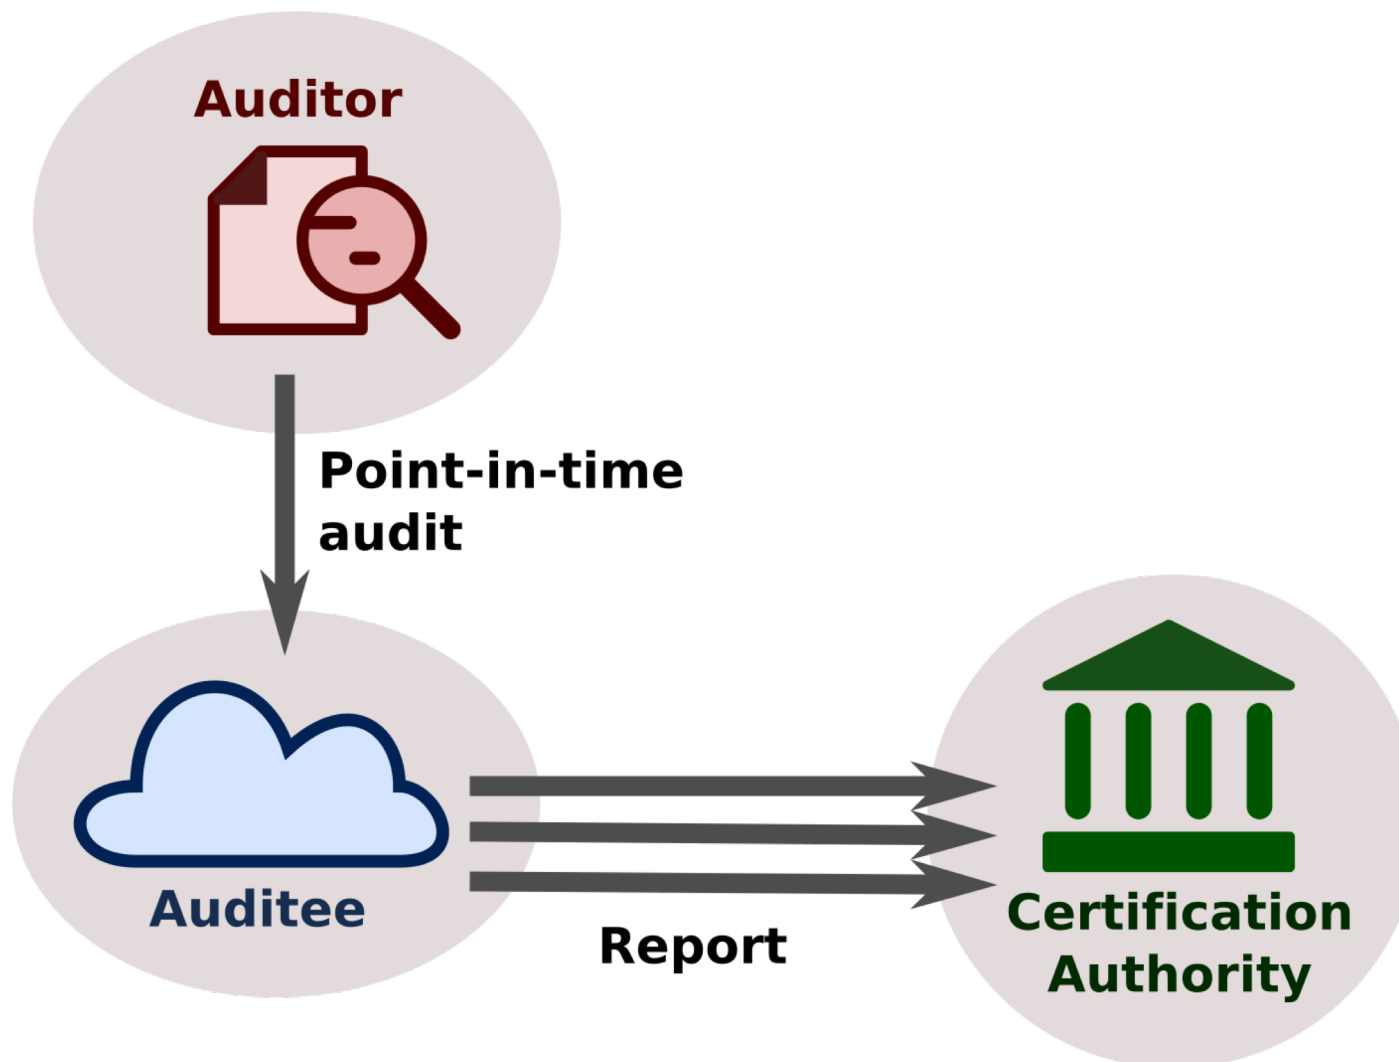 Auditor
Point-in-time
audit
Auditee
Report
Certification
Authority